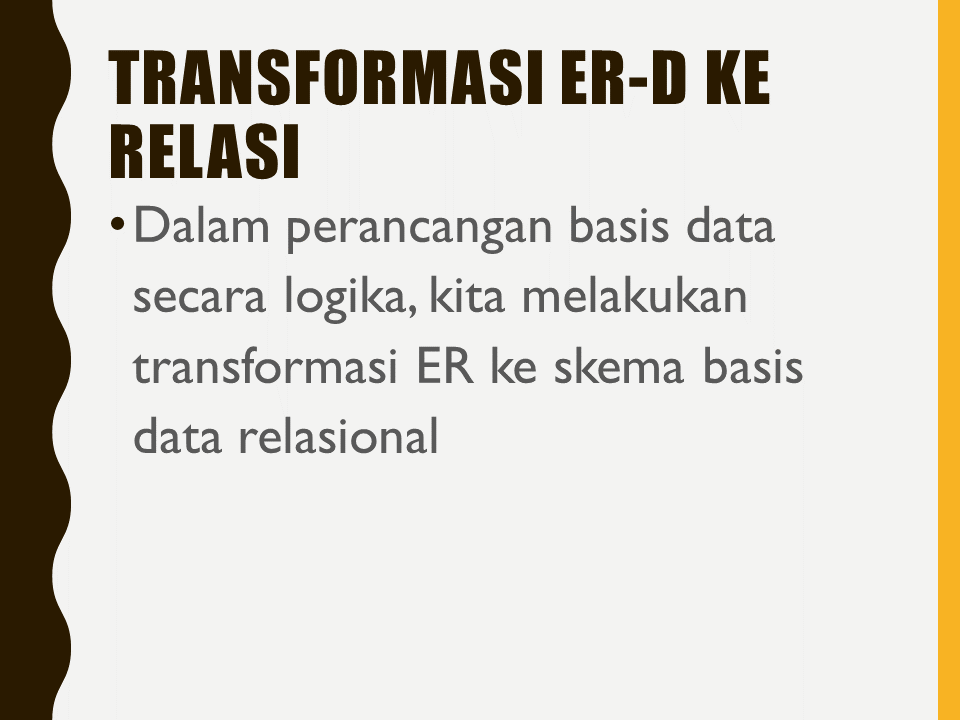 TRANSFORMASI ER-D KE
RELASI
• Dalam perancangan basis data
secara logika, kita melakukan
transformasi ER ke skema basis
data relasional